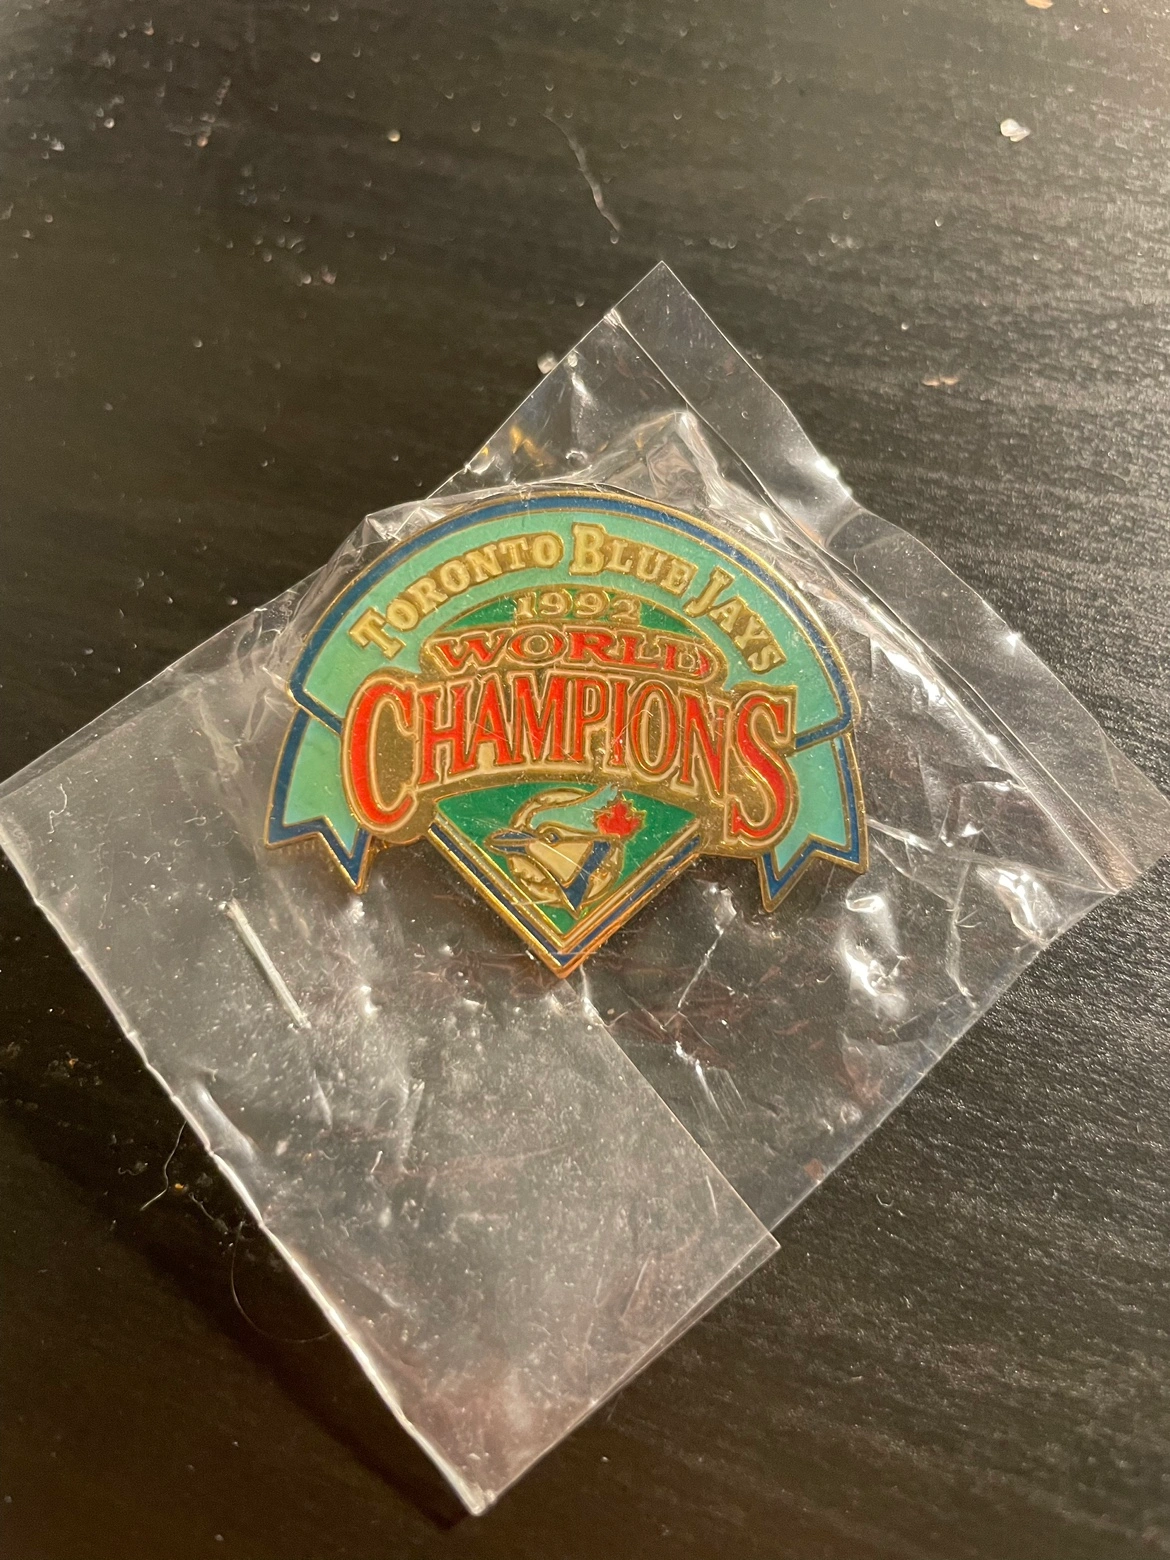 TORONTO BLUE JAYS
1992
WORLD
CHAMPIONS